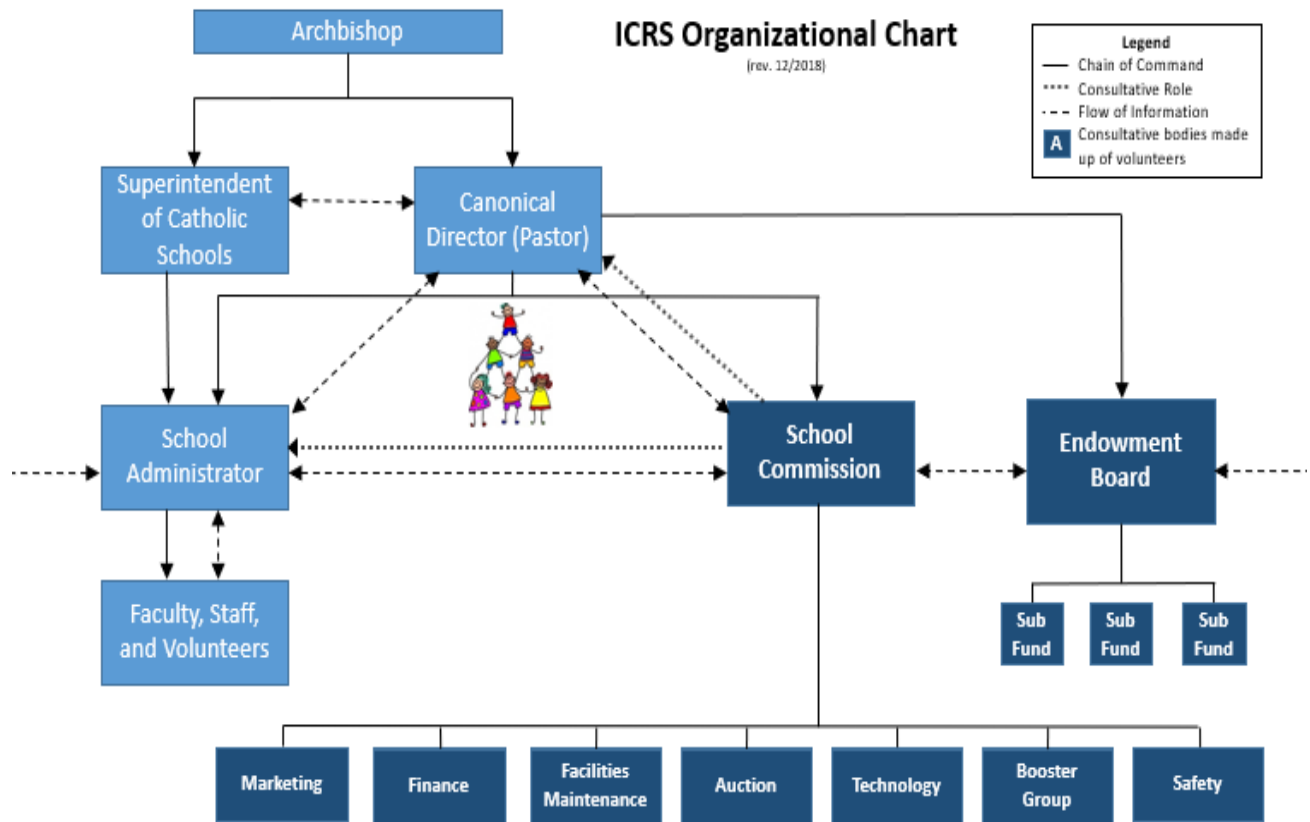 Archbishop
ICRS Organizational Chart
(rev. 12/2018)
Legend
Chain of Command
Consultative Role
Flow of Information
A
Consultative bodies made
up of volunteers
Superintendent
of Catholic
Schools
Canonical
Director (Pastor)
School
Administrator
School
Commission
Endowment
Board
Faculty, Staff,
and Volunteers
Sub
Fund
Sub
Fund
Sub
Fund
Marketing
Finance
Facilities
Maintenance
Auction
Technology
Booster
Group
Safety